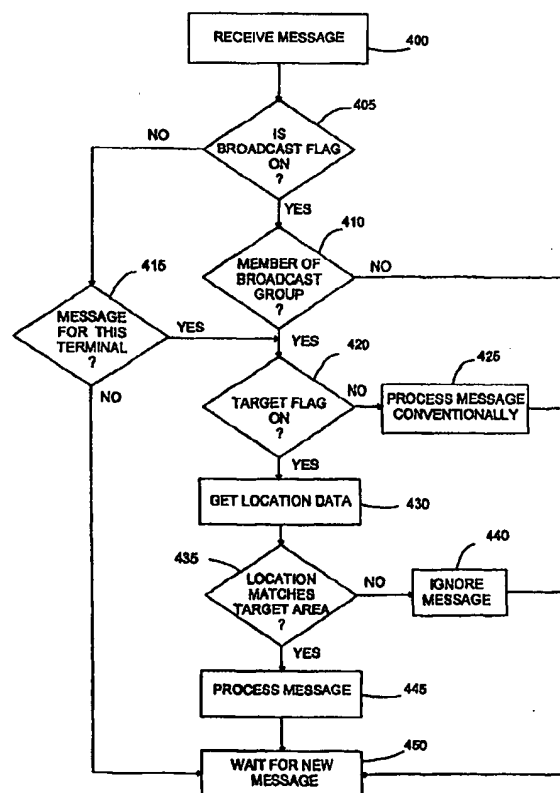 RECEIVE MESSAGE
400
405
NO
IS
BROADCAST FLAG
ON
?
YES
410
415
MEMBER OF
BROADCAST
GROUP
?
NO
MESSAGE
FOR THIS
TERMINAL
?
YES
YES
420
425
NO
TARGET FLAG
ON
?
NO
PROCESS MESSAGE
CONVENTIONALLY
YES
GET LOCATION DATA
430
435
440
LOCATION
MATCHES
TARGET AREA
?
NO
IGNORE
MESSAGE
YES
PROCESS MESSAGE
445
450
WAIT FOR NEW
MESSAGE